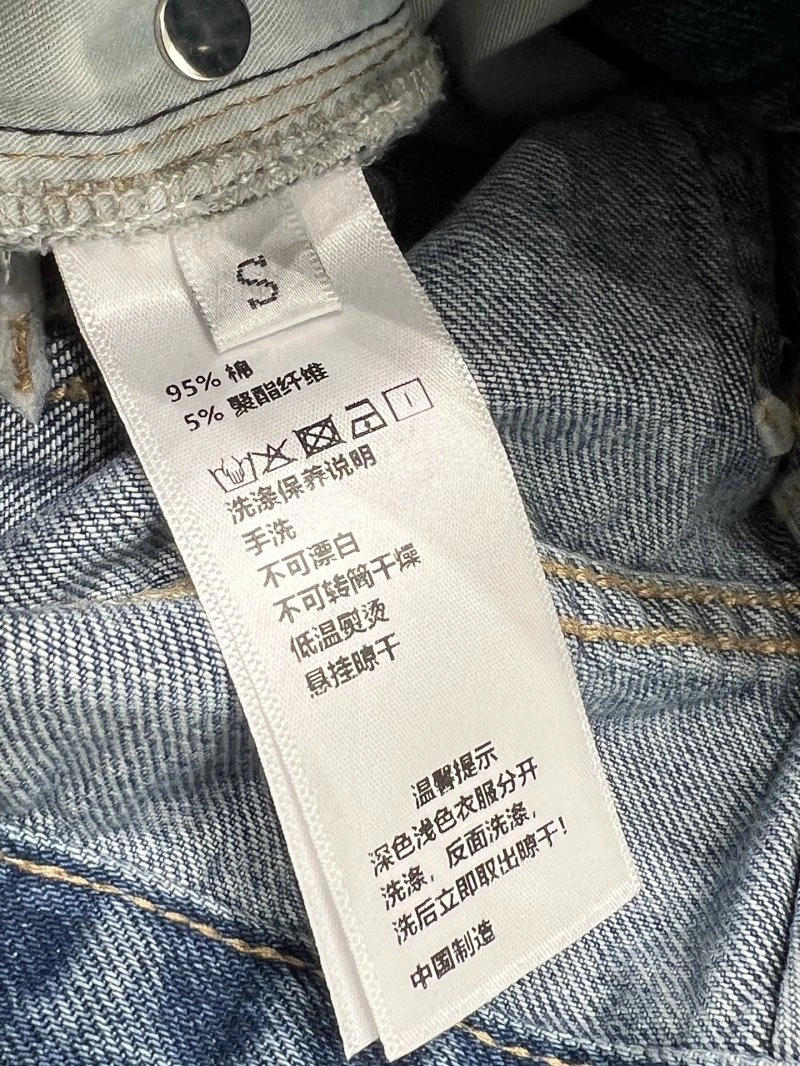 S
95% 棉
5% 聚酯纤维
洗涤保养说明
手洗
不可漂白
不可转筒干燥
低温熨烫
悬挂晾干
温馨提示
深色浅色衣服分开
洗涤，反面洗涤，
洗后立即取出晾干！
中国制造